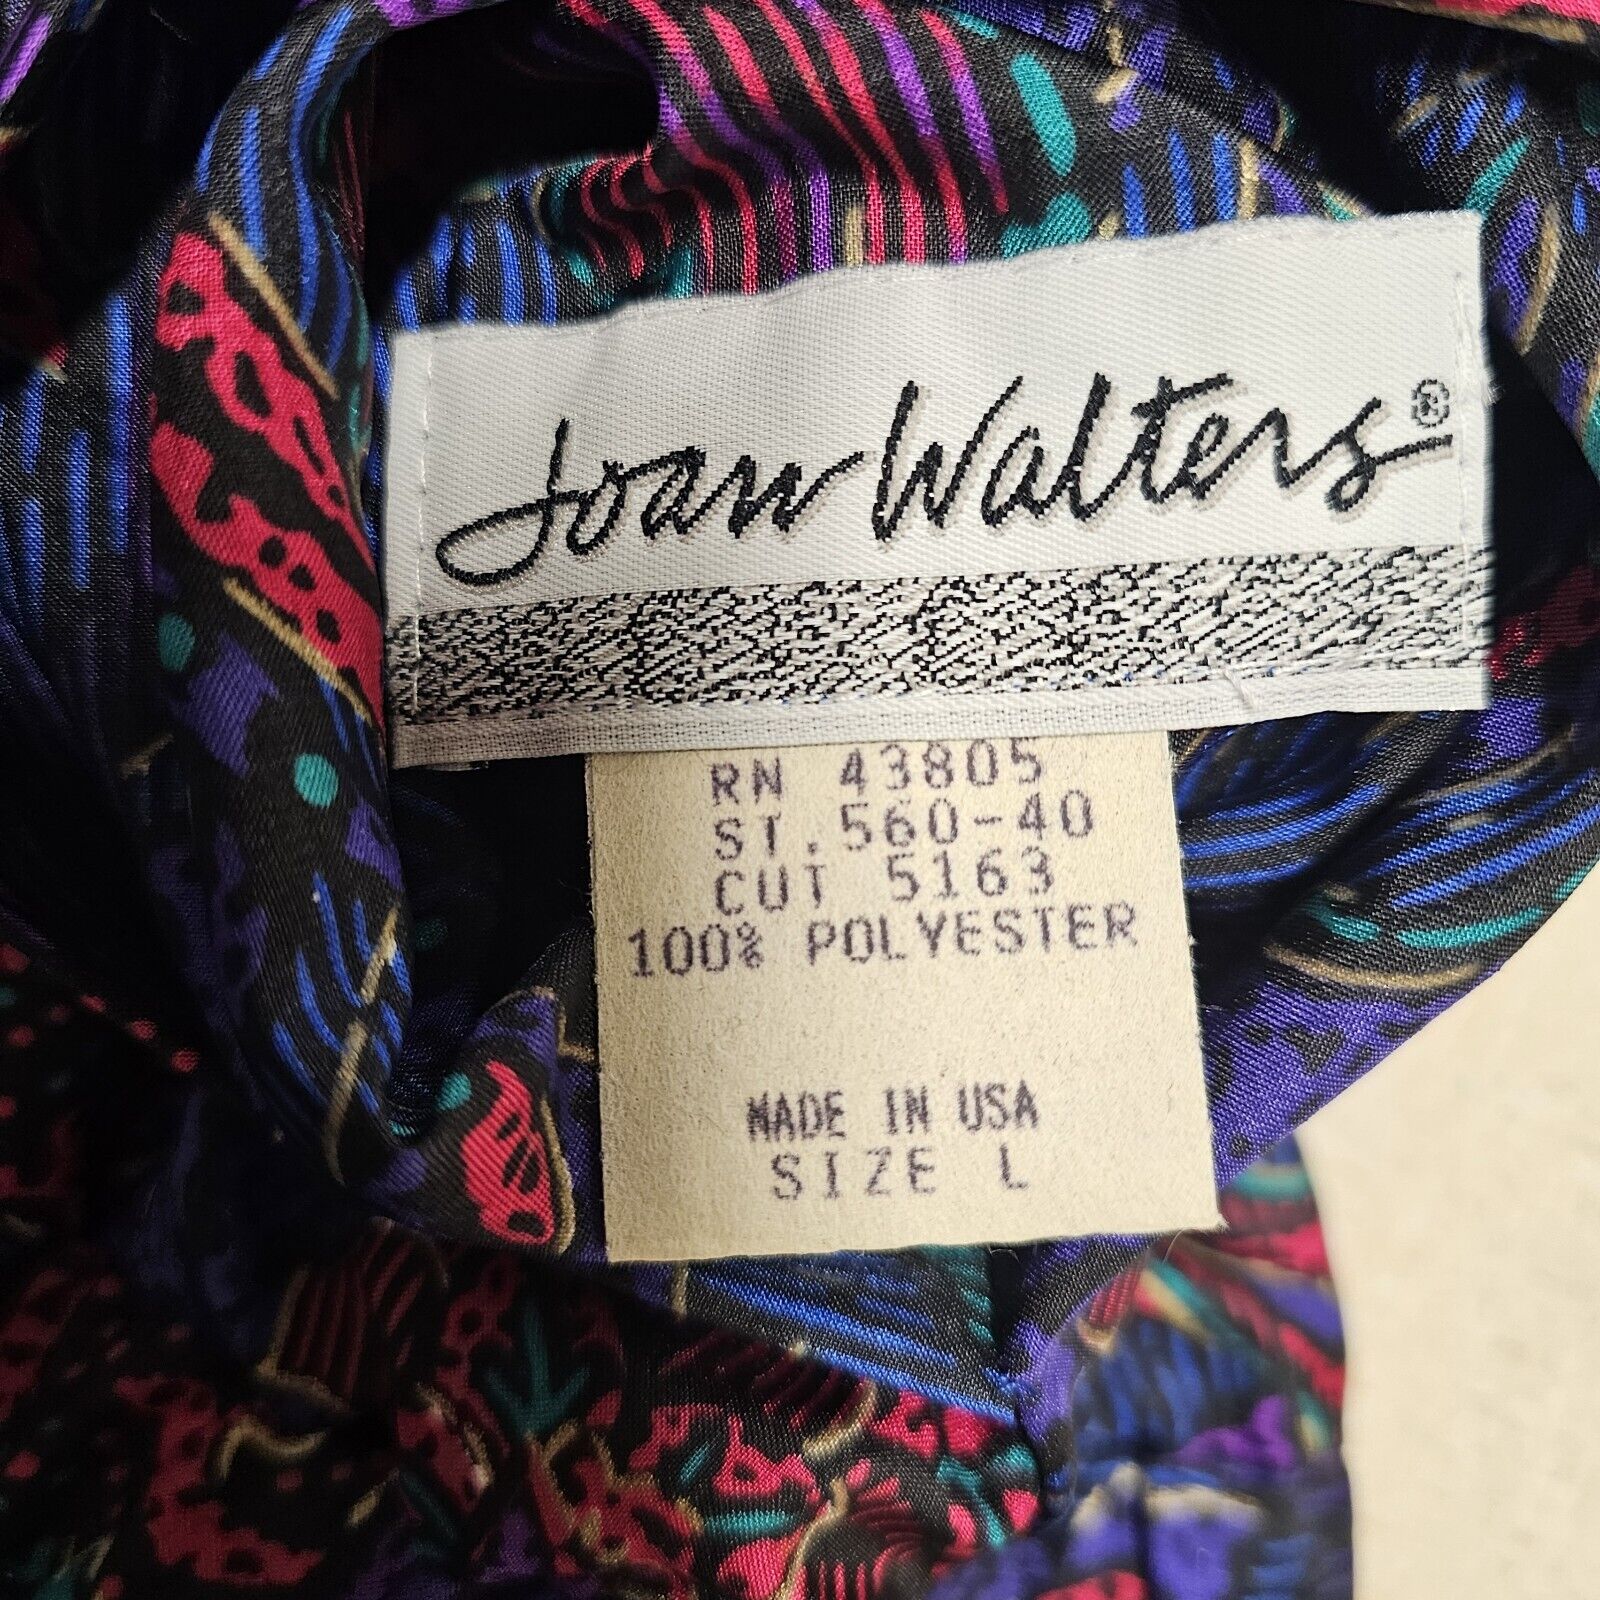 Joan Walters®
RN 43805
ST. 560-40
CUT 5163
100% POLYESTER
MADE IN USA
SIZE L